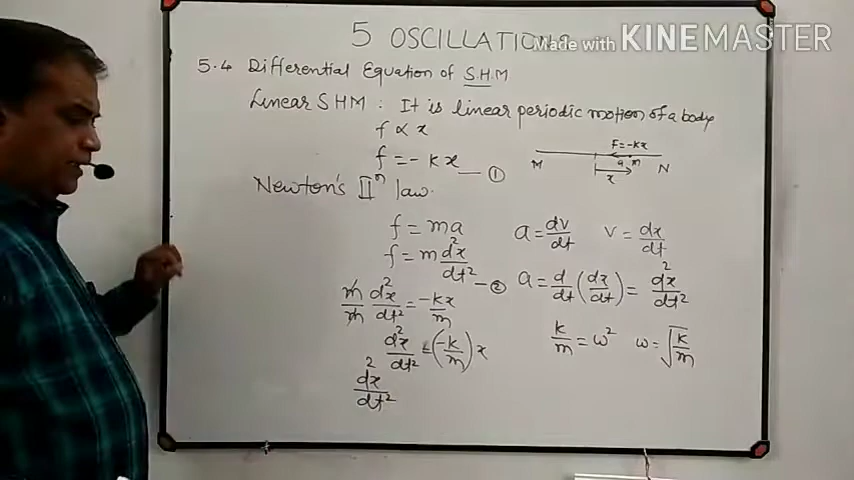 5 OSCILLATIONS
Made with KINEMASTER
5.4 Differential Equation of S.H.M
Linear SHM : It is linear periodic motion of a body
f ∝ x
f = - kx — ①
F=-kx
M a m N
x
Newton's IIⁿ law.
f = ma a = dv/dt v = dx/dt
f = m d²x/dt² — ② a = d/dt (dx/dt) = d²x/dt²
m/m d²x/dt² = -kx/m
k/m = ω² ω = √k/m
d²x/dt² = (-k/m) x
d²x/dt²